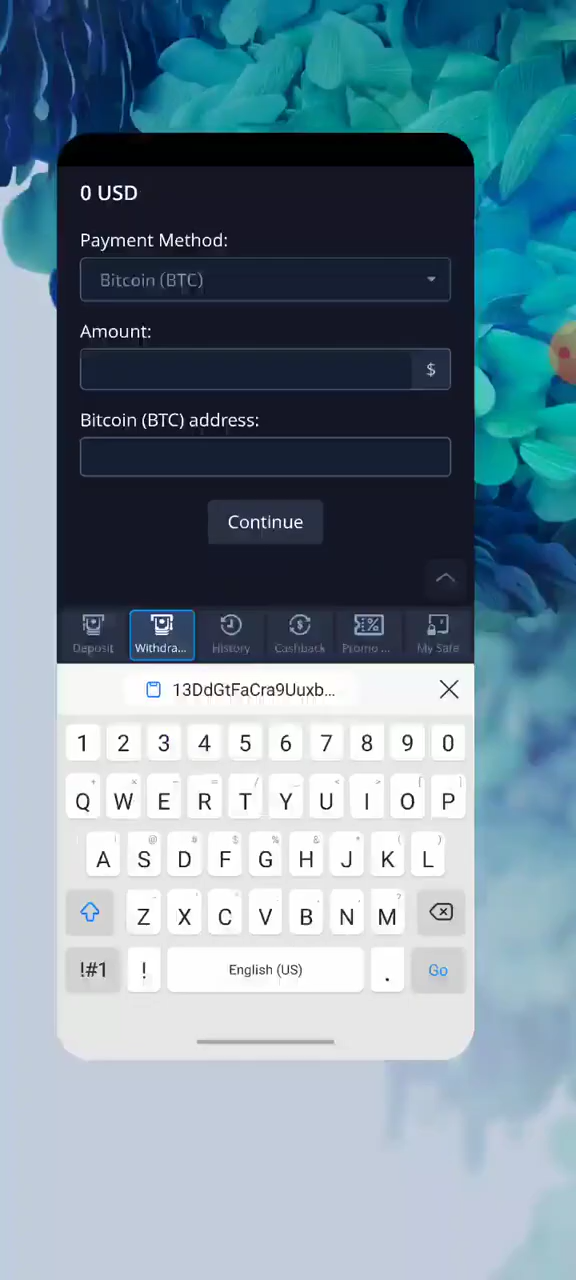 0 USD
Payment Method:
Bitcoin (BTC)
Amount:
$
Bitcoin (BTC) address:
Continue
Deposit Withdra... History Cashback Promo ... My Safe
13DdGtFaCra9Uuxb...
1 2 3 4 5 6 7 8 9 0
Q W E R T Y U I O P
A S D F G H J K L
Z X C V B N M
!#1 ! English (US) . Go